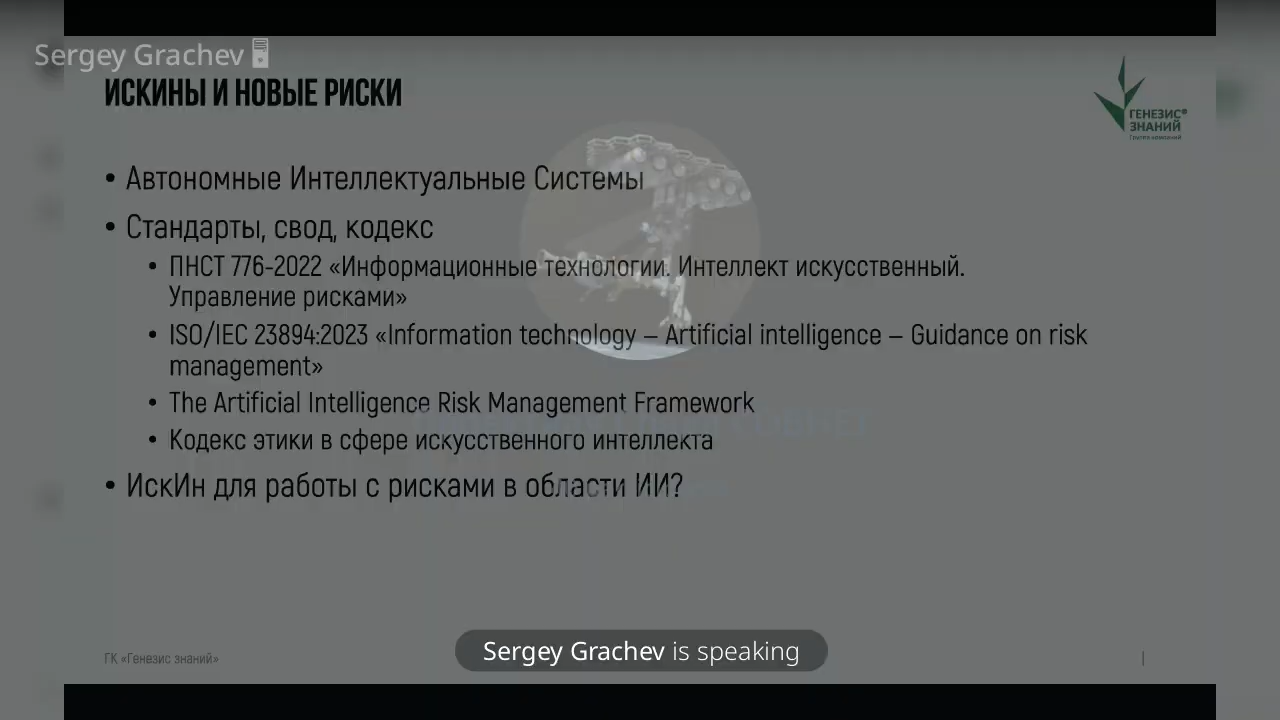 Sergey Grachev
ИСКИНЫ И НОВЫЕ РИСКИ
ГЕНЕЗИС®
ЗНАНИЙ
Группа компаний
• Автономные Интеллектуальные Системы
• Стандарты, свод, кодекс
• ПНСТ 776-2022 «Информационные технологии. Интеллект искусственный.
Управление рисками»
• ISO/IEC 23894:2023 «Information technology — Artificial intelligence — Guidance on risk
management»
• The Artificial Intelligence Risk Management Framework
• Кодекс этики в сфере искусственного интеллекта
• ИскИн для работы с рисками в области ИИ?
Sergey Grachev is speaking
ГК «Генезис знаний»